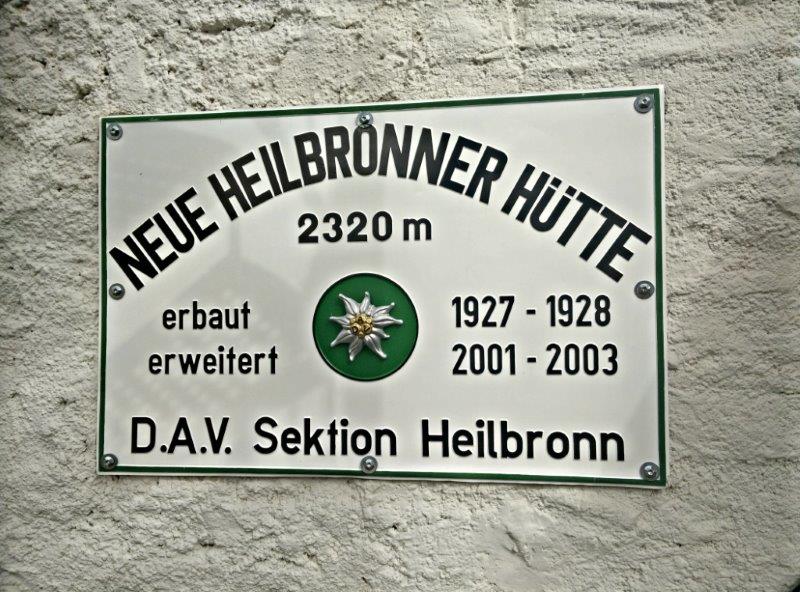 NEUE HEILBRONNER HÜTTE
2320 m
erbaut 1927 - 1928
erweitert 2001 - 2003
D.A.V. Sektion Heilbronn